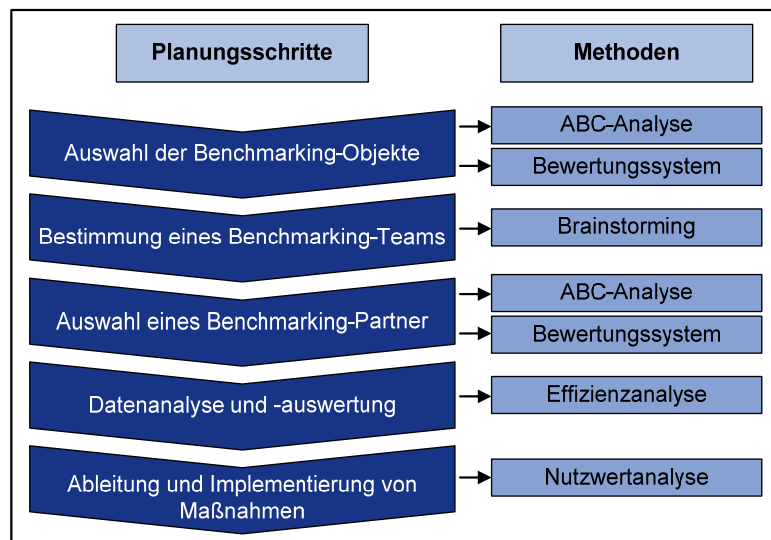 Planungsschritte
Methoden
Auswahl der Benchmarking-Objekte
ABC-Analyse
Bewertungssystem
Bestimmung eines Benchmarking-Teams
Brainstorming
Auswahl eines Benchmarking-Partner
ABC-Analyse
Bewertungssystem
Datenanalyse und -auswertung
Effizienzanalyse
Ableitung und Implementierung von
Maßnahmen
Nutzwertanalyse